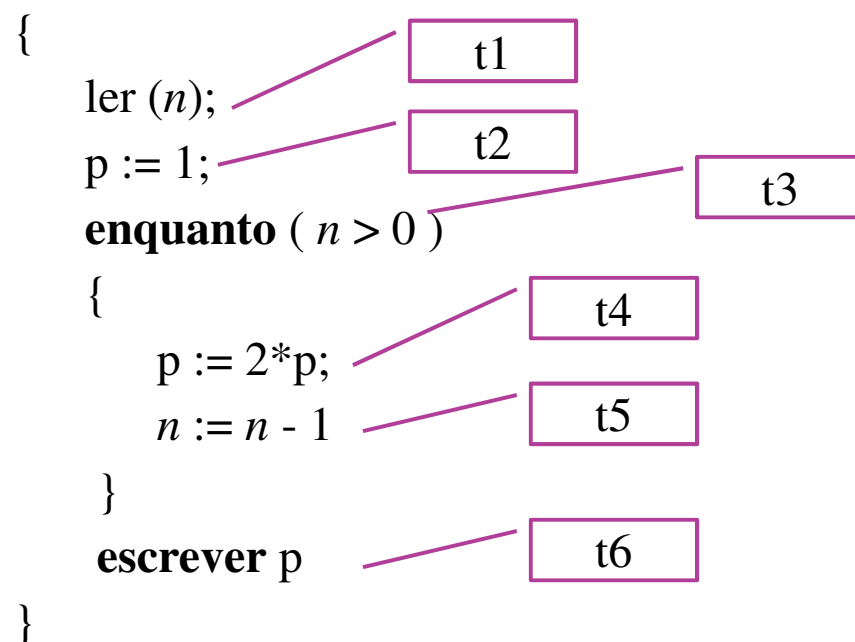 {
t1
ler (n);
t2
p := 1;
t3
enquanto ( n > 0 )
{
t4
p := 2*p;
t5
n := n - 1
}
escrever p
t6
}